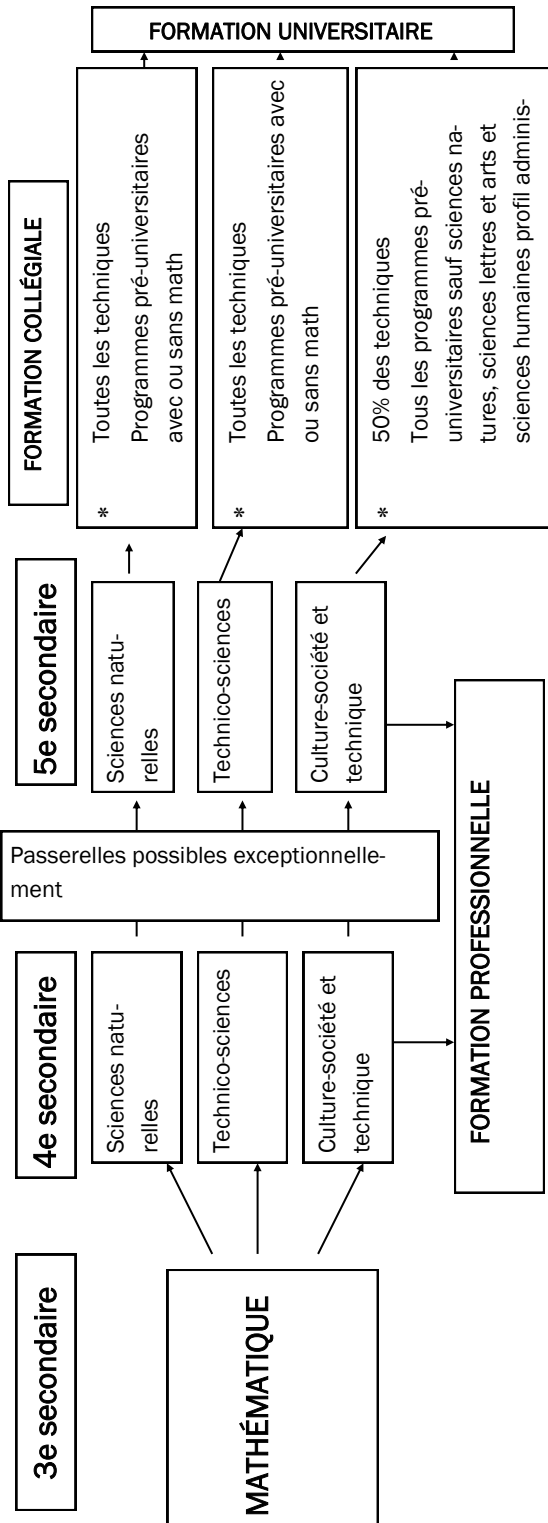 3e secondaire
4e secondaire
5e secondaire
FORMATION COLLÉGIALE
MATHÉMATIQUE
Sciences natu-
relles
Technico-sciences
Culture-société et
technique
Passerelles possibles exceptionnelle-
ment
Sciences natu-
relles
Technico-sciences
Culture-société et
technique
* Toutes les techniques
Programmes pré-universitaires
avec ou sans math
* Toutes les techniques
Programmes pré-universitaires avec
ou sans math
* 50% des techniques
Tous les programmes pré-
universitaires sauf sciences na-
tures, sciences lettres et arts et
sciences humaines profil adminis-
FORMATION UNIVERSITAIRE
FORMATION PROFESSIONNELLE